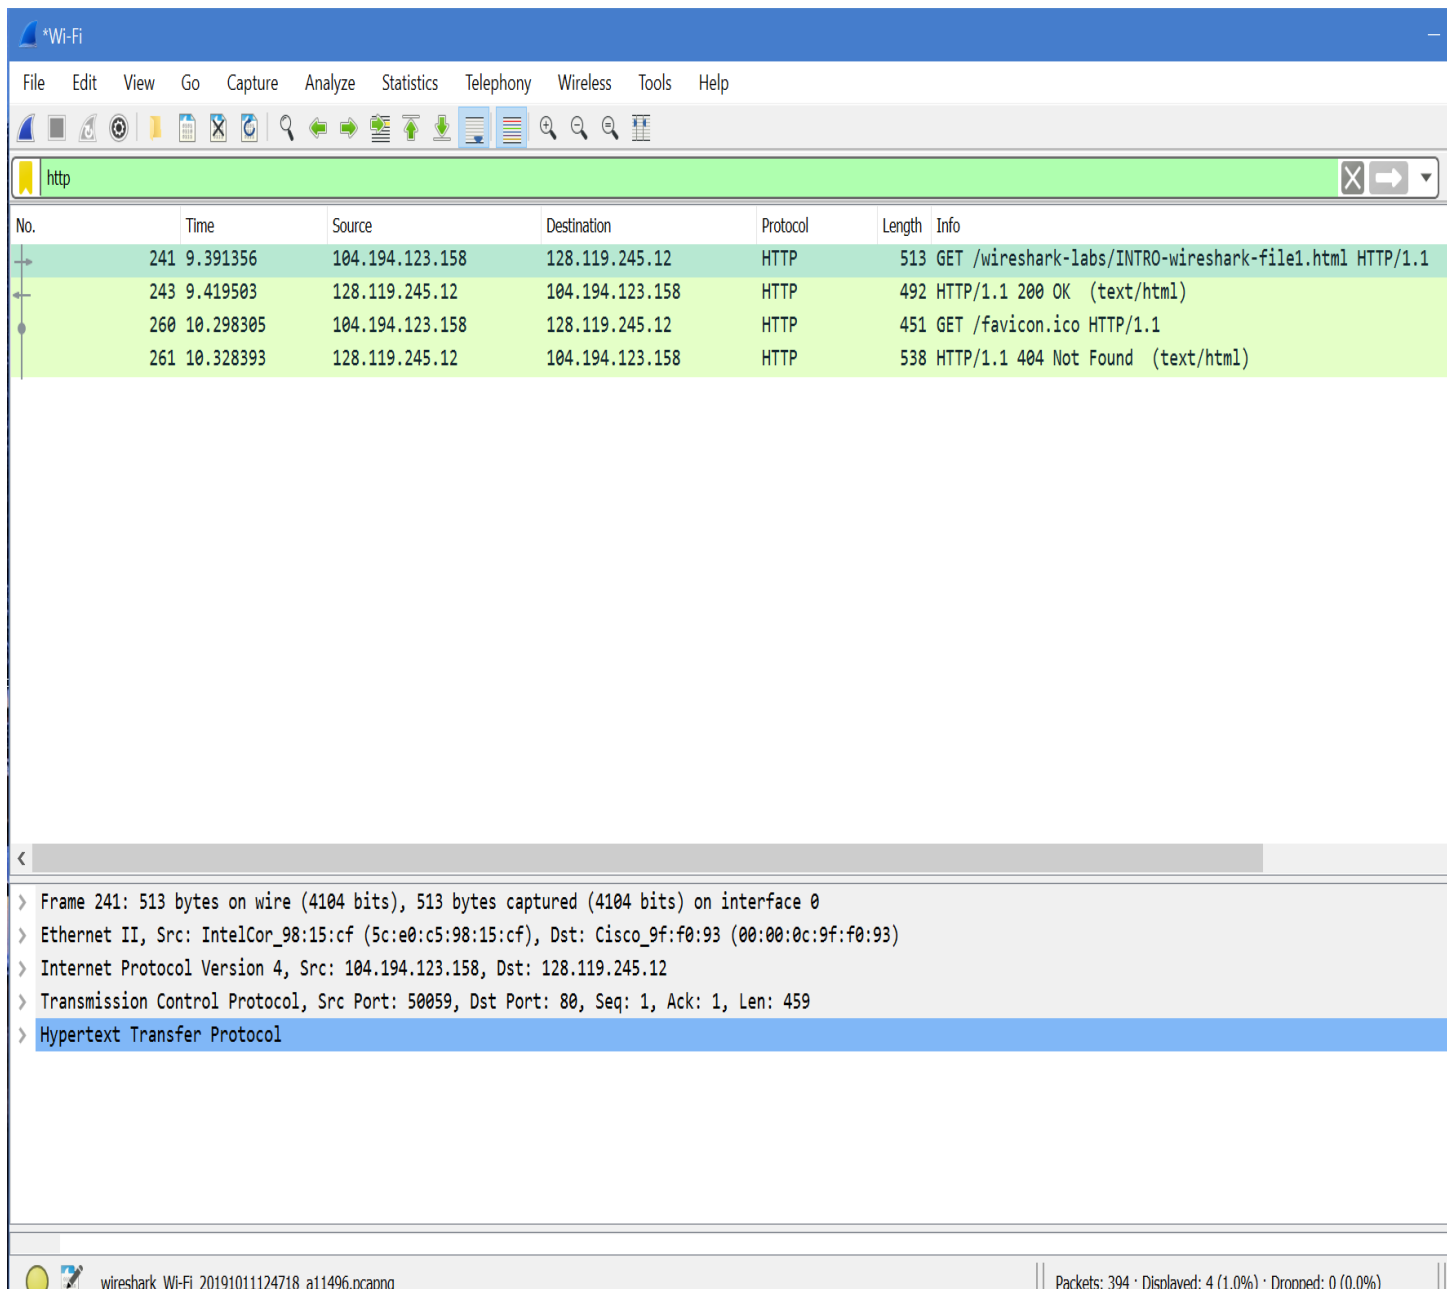 *Wi-Fi
File Edit View Go Capture Analyze Statistics Telephony Wireless Tools Help
http
No. Time Source Destination Protocol Length Info
241 9.391356 104.194.123.158 128.119.245.12 HTTP 513 GET /wireshark-labs/INTRO-wireshark-file1.html HTTP/1.1
243 9.419503 128.119.245.12 104.194.123.158 HTTP 492 HTTP/1.1 200 OK (text/html)
260 10.298305 104.194.123.158 128.119.245.12 HTTP 451 GET /favicon.ico HTTP/1.1
261 10.328393 128.119.245.12 104.194.123.158 HTTP 538 HTTP/1.1 404 Not Found (text/html)
Frame 241: 513 bytes on wire (4104 bits), 513 bytes captured (4104 bits) on interface 0
Ethernet II, Src: IntelCor_98:15:cf (5c:e0:c5:98:15:cf), Dst: Cisco_9f:f0:93 (00:00:0c:9f:f0:93)
Internet Protocol Version 4, Src: 104.194.123.158, Dst: 128.119.245.12
Transmission Control Protocol, Src Port: 50059, Dst Port: 80, Seq: 1, Ack: 1, Len: 459
Hypertext Transfer Protocol
wireshark_Wi-Fi_20191011124718_a11496.pcapng Packets: 394 · Displayed: 4 (1.0%) · Dropped: 0 (0.0%)